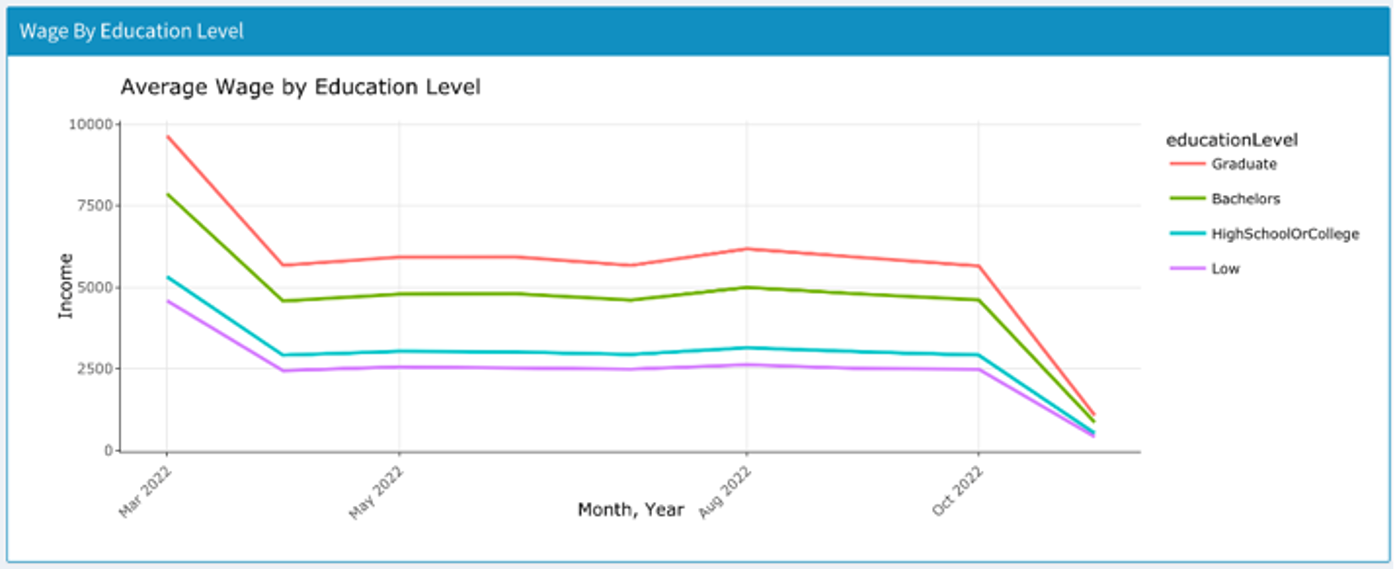 Wage By Education Level
Average Wage by Education Level
10000
7500
5000
2500
0
Income
Mar 2022
May 2022
Aug 2022
Oct 2022
Month, Year
educationLevel
Graduate
Bachelors
HighSchoolOrCollege
Low